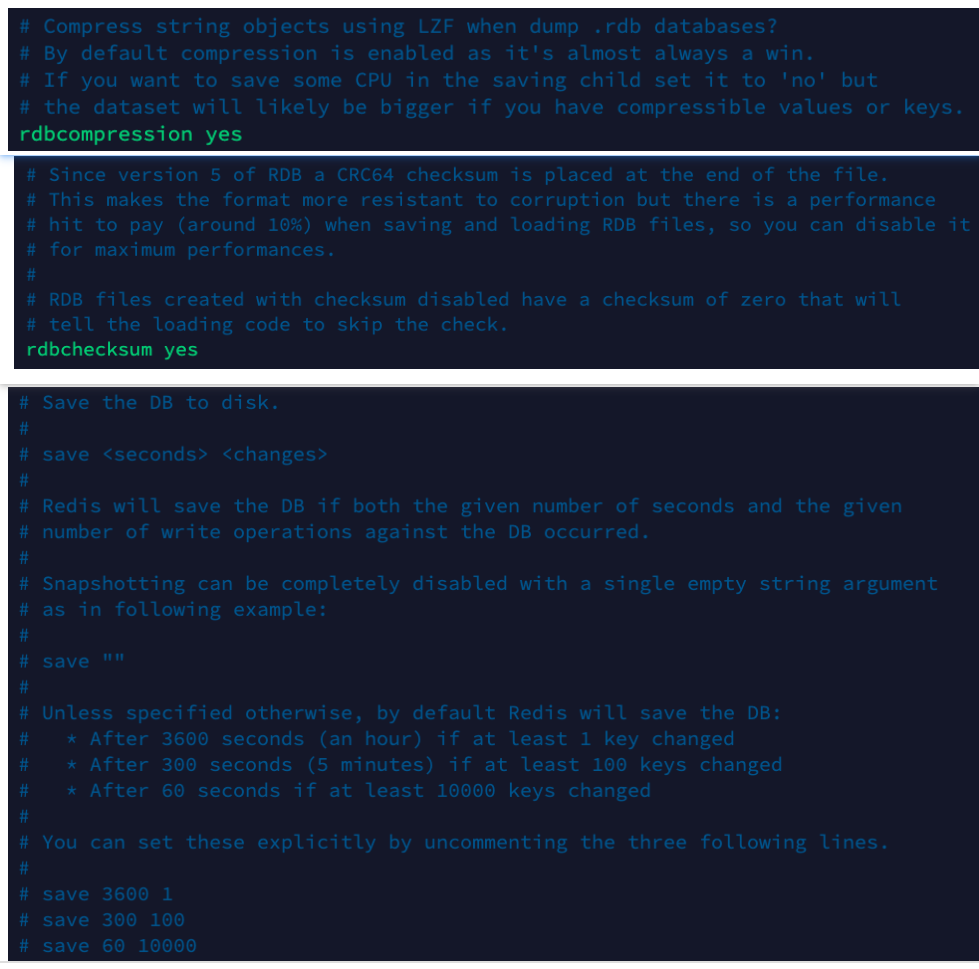 # Compress string objects using LZF when dump .rdb databases?
# By default compression is enabled as it's almost always a win.
# If you want to save some CPU in the saving child set it to 'no' but
# the dataset will likely be bigger if you have compressible values or keys.
rdbcompression yes
# Since version 5 of RDB a CRC64 checksum is placed at the end of the file.
# This makes the format more resistant to corruption but there is a performance
# hit to pay (around 10%) when saving and loading RDB files, so you can disable it
# for maximum performances.
#
# RDB files created with checksum disabled have a checksum of zero that will
# tell the loading code to skip the check.
rdbchecksum yes
# Save the DB to disk.
#
# save <seconds> <changes>
#
# Redis will save the DB if both the given number of seconds and the given
# number of write operations against the DB occurred.
#
# Snapshotting can be completely disabled with a single empty string argument
# as in following example:
#
# save ""
#
# Unless specified otherwise, by default Redis will save the DB:
#   * After 3600 seconds (an hour) if at least 1 key changed
#   * After 300 seconds (5 minutes) if at least 100 keys changed
#   * After 60 seconds if at least 10000 keys changed
#
# You can set these explicitly by uncommenting the three following lines.
#
# save 3600 1
# save 300 100
# save 60 10000